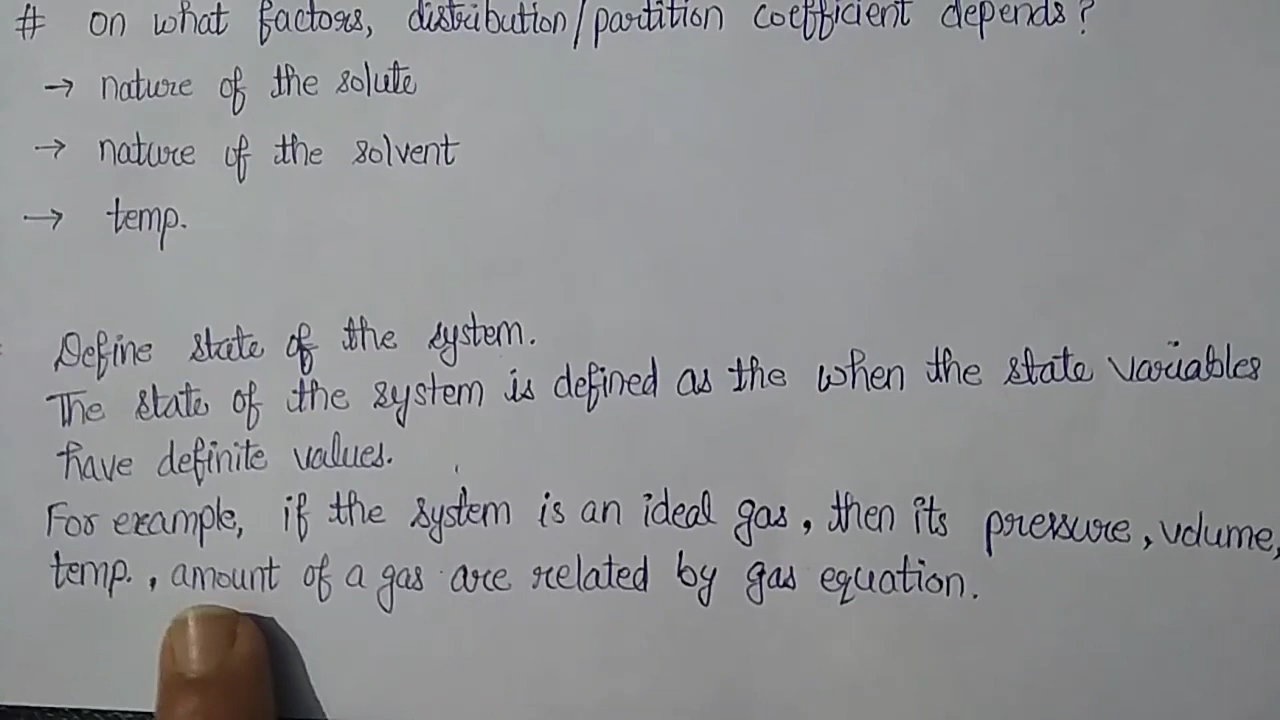 # on what factors, distribution/partition coefficient depends?
→ nature of the solute
→ nature of the solvent
→ temp.
Define state of the system.
The state of the system is defined as the when the state variables
have definite values.
For example, if the system is an ideal gas, then its pressure, volume,
temp., amount of a gas are related by gas equation.